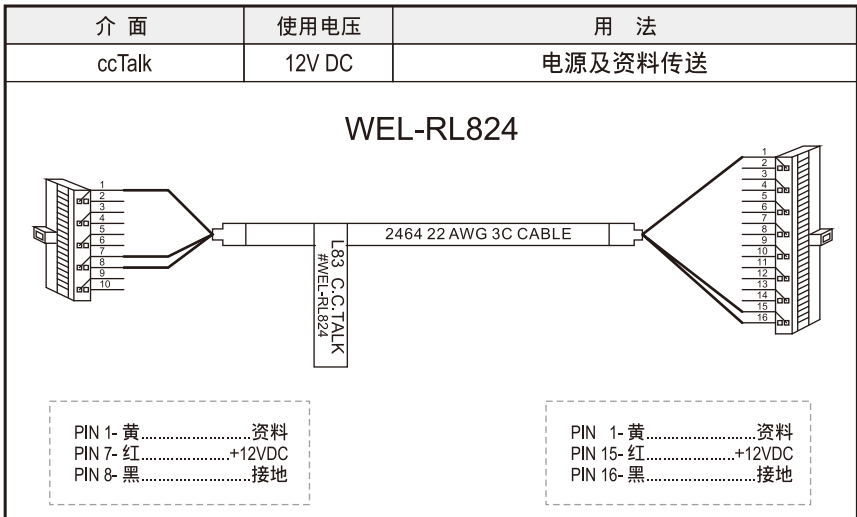 介 面 使用电压 用 法
ccTalk 12V DC 电源及资料传送
WEL-RL824
1
2
3
4
5
6
7
8
9
10
2464 22 AWG 3C CABLE
L83 C.C.TALK
#WEL-RL824
1
2
3
4
5
6
7
8
9
10
11
12
13
14
15
16
PIN 1- 黄..........................资料
PIN 7- 红.....................+12VDC
PIN 8- 黑..........................接地
PIN 1- 黄..........................资料
PIN 15- 红.....................+12VDC
PIN 16- 黑..........................接地